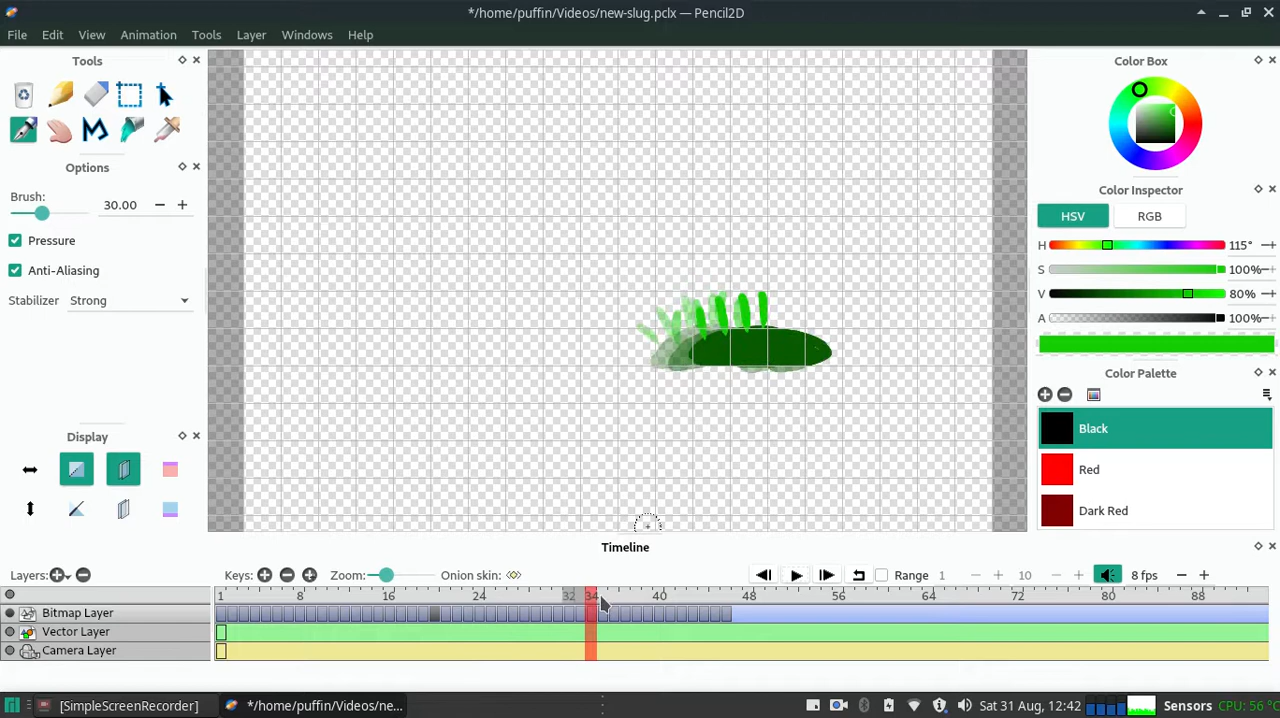 */home/puffin/Videos/new-slug.pclx — Pencil2D
File Edit View Animation Tools Layer Windows Help
Tools
Options
Brush:
30.00
Pressure
Anti-Aliasing
Stabilizer Strong
Display
Color Box
Color Inspector
HSV RGB
H 115°
S 100%
V 80%
A 100%
Color Palette
Black
Red
Dark Red
Timeline
Layers: Keys: Zoom: Onion skin: Range 1 10 8 fps
1 8 16 24 32 34 40 48 56 64 72 80 88
Bitmap Layer
Vector Layer
Camera Layer
[SimpleScreenRecorder] */home/puffin/Videos/ne... Sat 31 Aug, 12:42 Sensors CPU: 56 °C